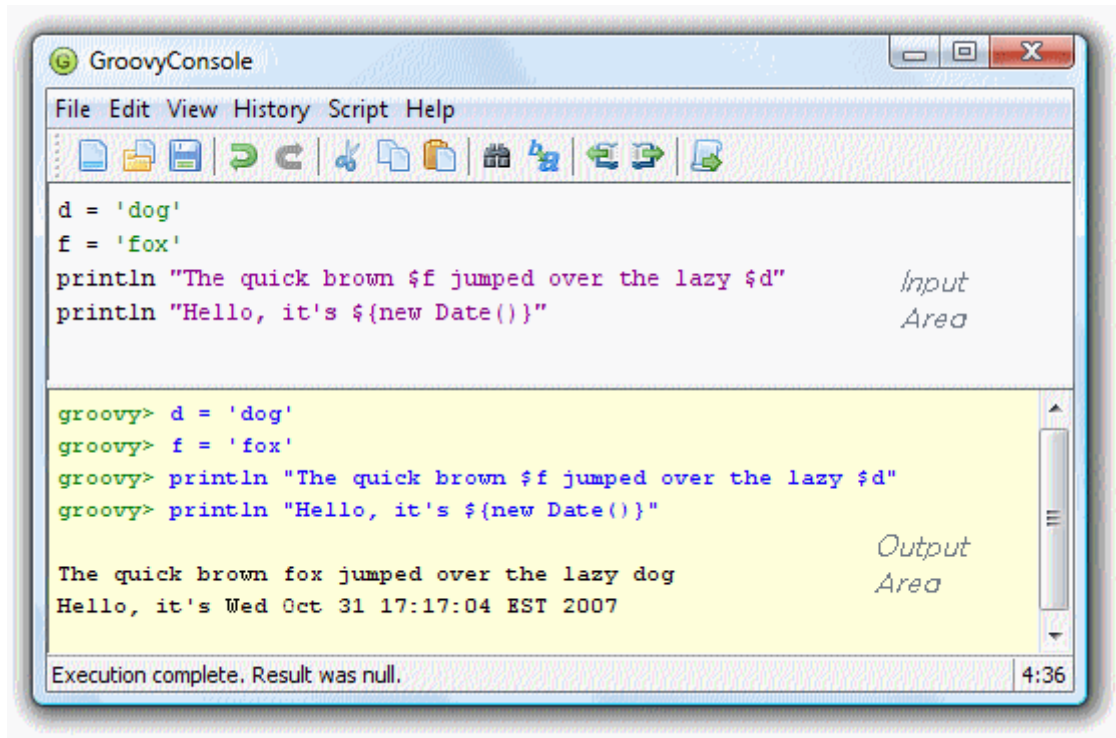 GroovyConsole
File Edit View History Script Help
d = 'dog'
f = 'fox'
println "The quick brown $f jumped over the lazy $d"
println "Hello, it's ${new Date()}"
Input
Area
groovy> d = 'dog'
groovy> f = 'fox'
groovy> println "The quick brown $f jumped over the lazy $d"
groovy> println "Hello, it's ${new Date()}"
The quick brown fox jumped over the lazy dog
Hello, it's Wed Oct 31 17:17:04 EST 2007
Output
Area
Execution complete. Result was null.
4:36